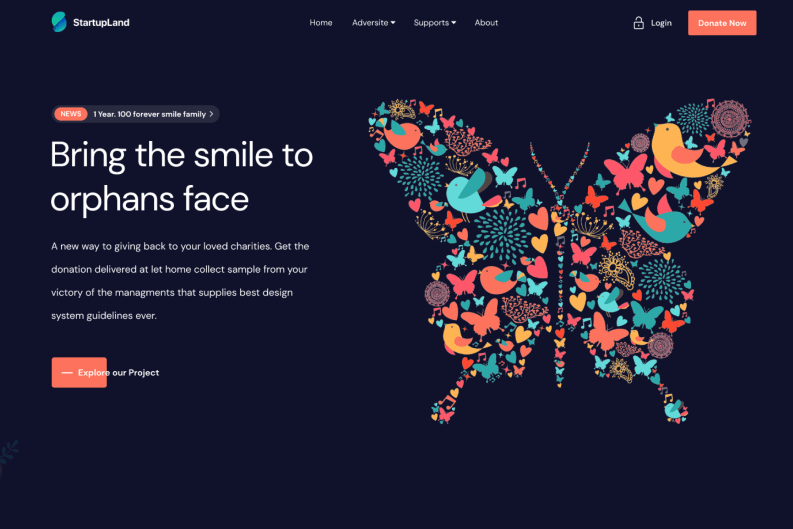 StartupLand
Home
Adversite
Supports
About
Login
Donate Now
NEWS
1 Year. 100 forever smile family
Bring the smile to
orphans face
A new way to giving back to your loved charities. Get the
donation delivered at let home collect sample from your
victory of the managments that supplies best design
system guidelines ever.
Explore our Project